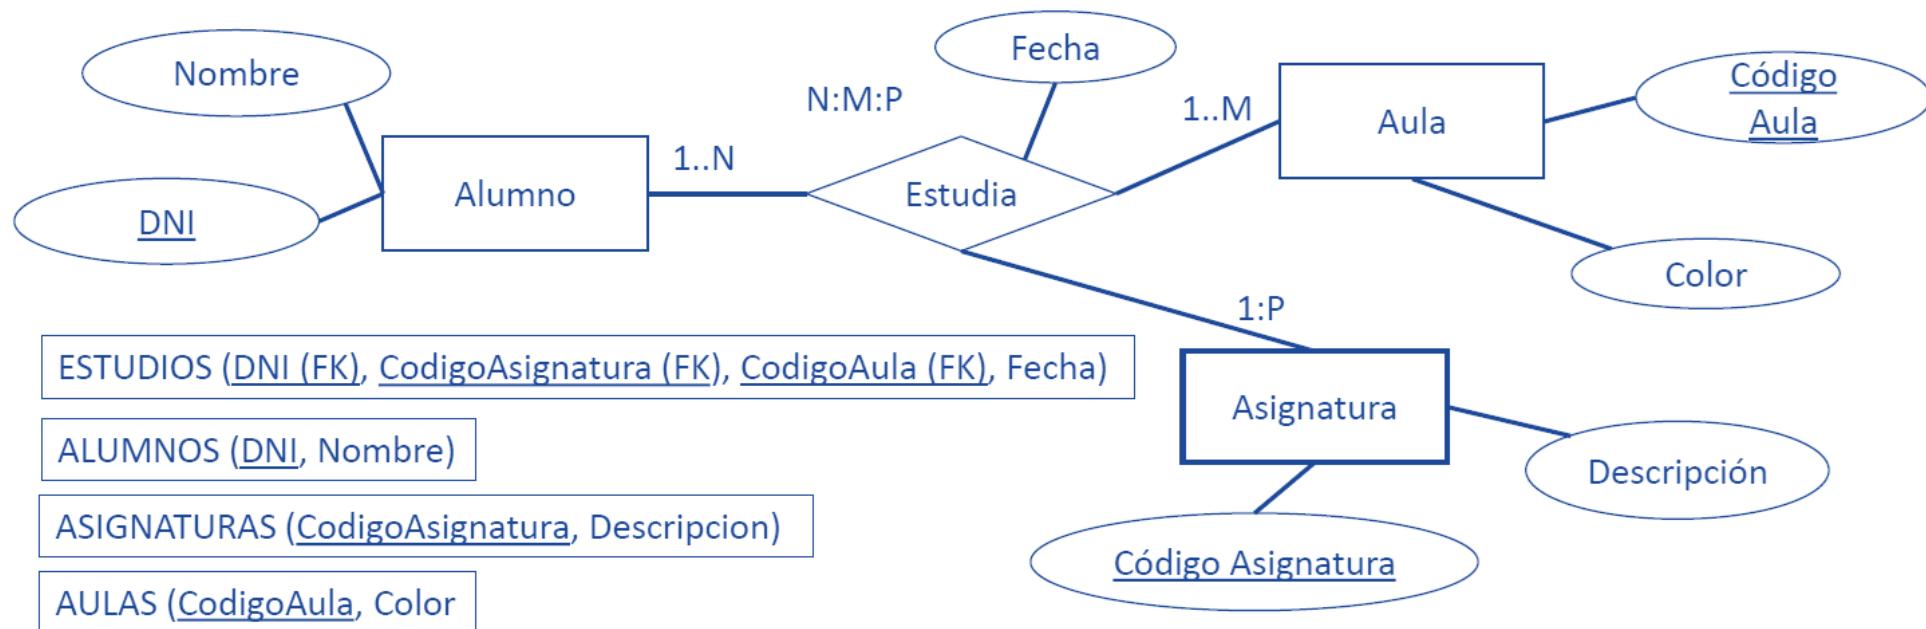 Nombre
DNI
Alumno
1..N
N:M:P
Fecha
Estudia
1..M
Aula
Código
Aula
Color
1:P
Asignatura
Descripción
Código Asignatura
ESTUDIOS (DNI (FK), CodigoAsignatura (FK), CodigoAula (FK), Fecha)
ALUMNOS (DNI, Nombre)
ASIGNATURAS (CodigoAsignatura, Descripcion)
AULAS (CodigoAula, Color